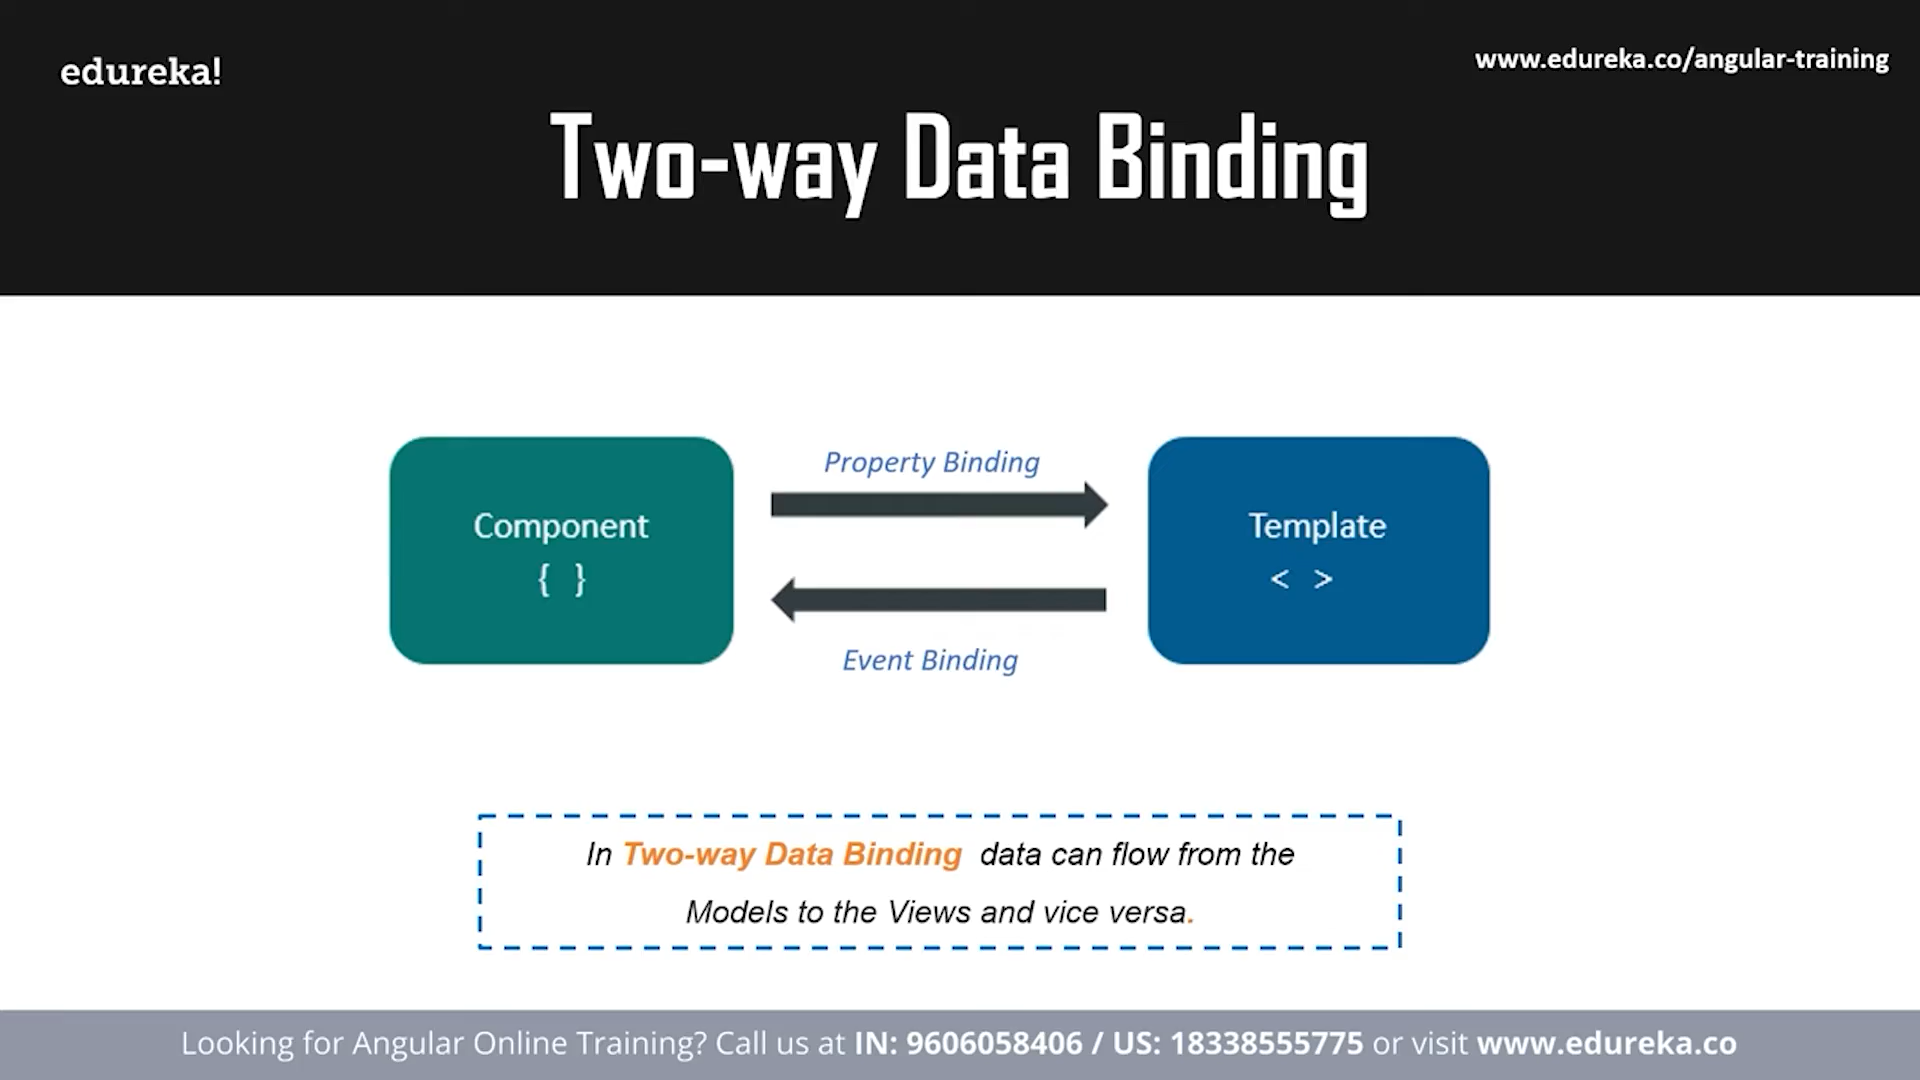 edureka!
www.edureka.co/angular-training
Two-way Data Binding
Property Binding
Component
{ }
Template
< >
Event Binding
In Two-way Data Binding data can flow from the
Models to the Views and vice versa.
Looking for Angular Online Training? Call us at IN: 9606058406 / US: 18338555775 or visit www.edureka.co